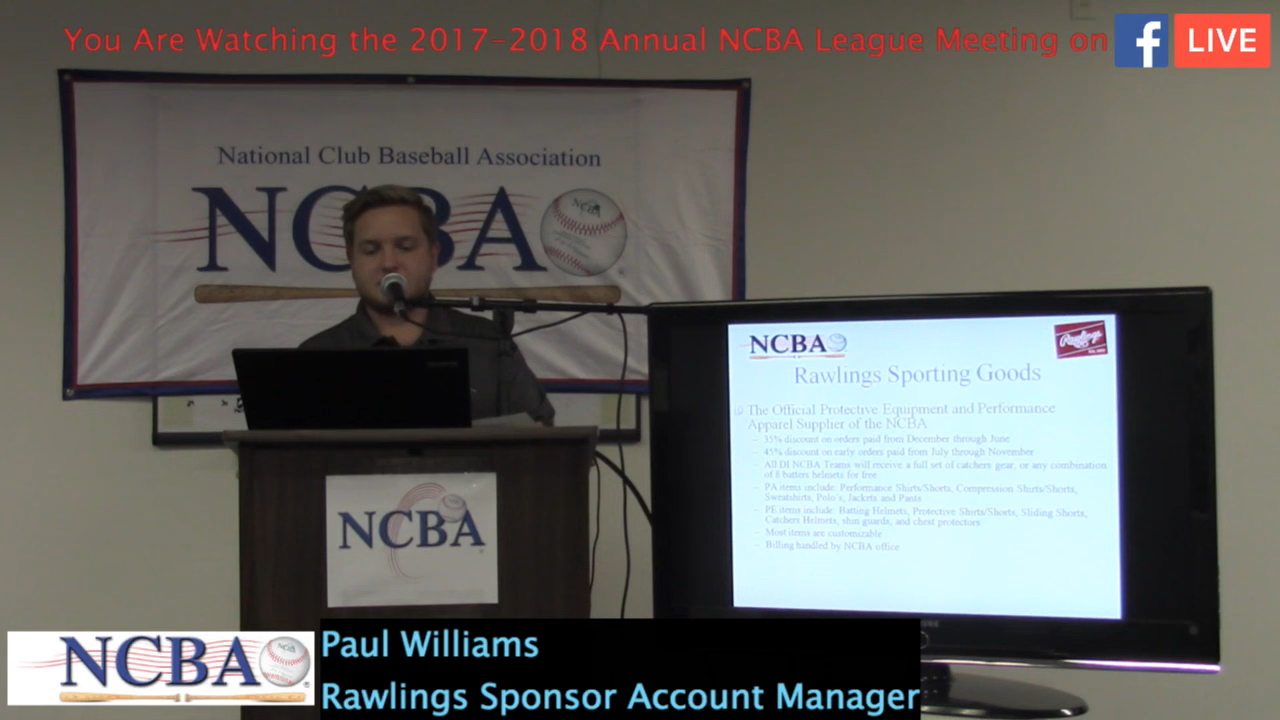 You Are Watching the 2017-2018 Annual NCBA League Meeting on f LIVE
National Club Baseball Association
NCBA
NCBA
Rawlings
Rawlings Sporting Goods
The Official Protective Equipment and Performance
Apparel Supplier of the NCBA
– 35% discount on orders paid from December through June
– 45% discount on early orders paid from July through November
– All DI NCBA Teams will receive a full set of catchers gear, or any combination
of 8 batters helmets for free
– PA items include: Performance Shirts/Shorts, Compression Shirts/Shorts,
Sweatshirts, Polo's, Jackets and Pants
– PE items include: Batting Helmets, Protective Shirts/Shorts, Sliding Shorts,
Catchers Helmets, shin guards, and chest protectors
– Most items are customizable
– Billing handled by NCBA office
NCBA
NCBA
Paul Williams
Rawlings Sponsor Account Manager